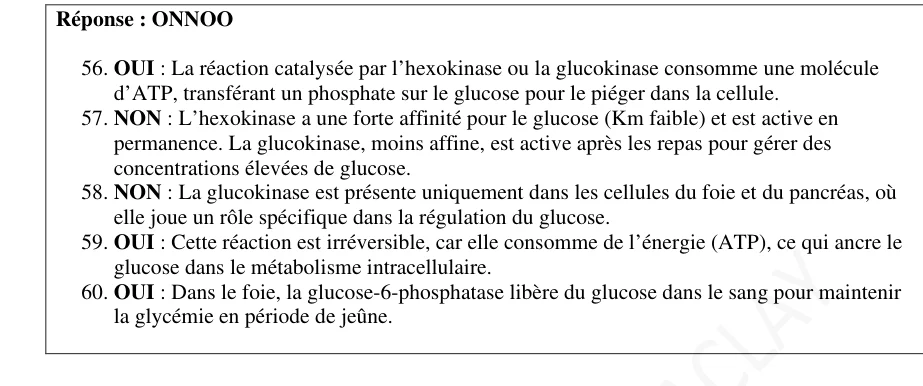 Réponse : ONNOO
56. OUI : La réaction catalysée par l'hexokinase ou la glucokinase consomme une molécule
d'ATP, transférant un phosphate sur le glucose pour le piéger dans la cellule.
57. NON : L'hexokinase a une forte affinité pour le glucose (Km faible) et est active en
permanence. La glucokinase, moins affine, est active après les repas pour gérer des
concentrations élevées de glucose.
58. NON : La glucokinase est présente uniquement dans les cellules du foie et du pancréas, où
elle joue un rôle spécifique dans la régulation du glucose.
59. OUI : Cette réaction est irréversible, car elle consomme de l'énergie (ATP), ce qui ancre le
glucose dans le métabolisme intracellulaire.
60. OUI : Dans le foie, la glucose-6-phosphatase libère du glucose dans le sang pour maintenir
la glycémie en période de jeûne.
ACLAY